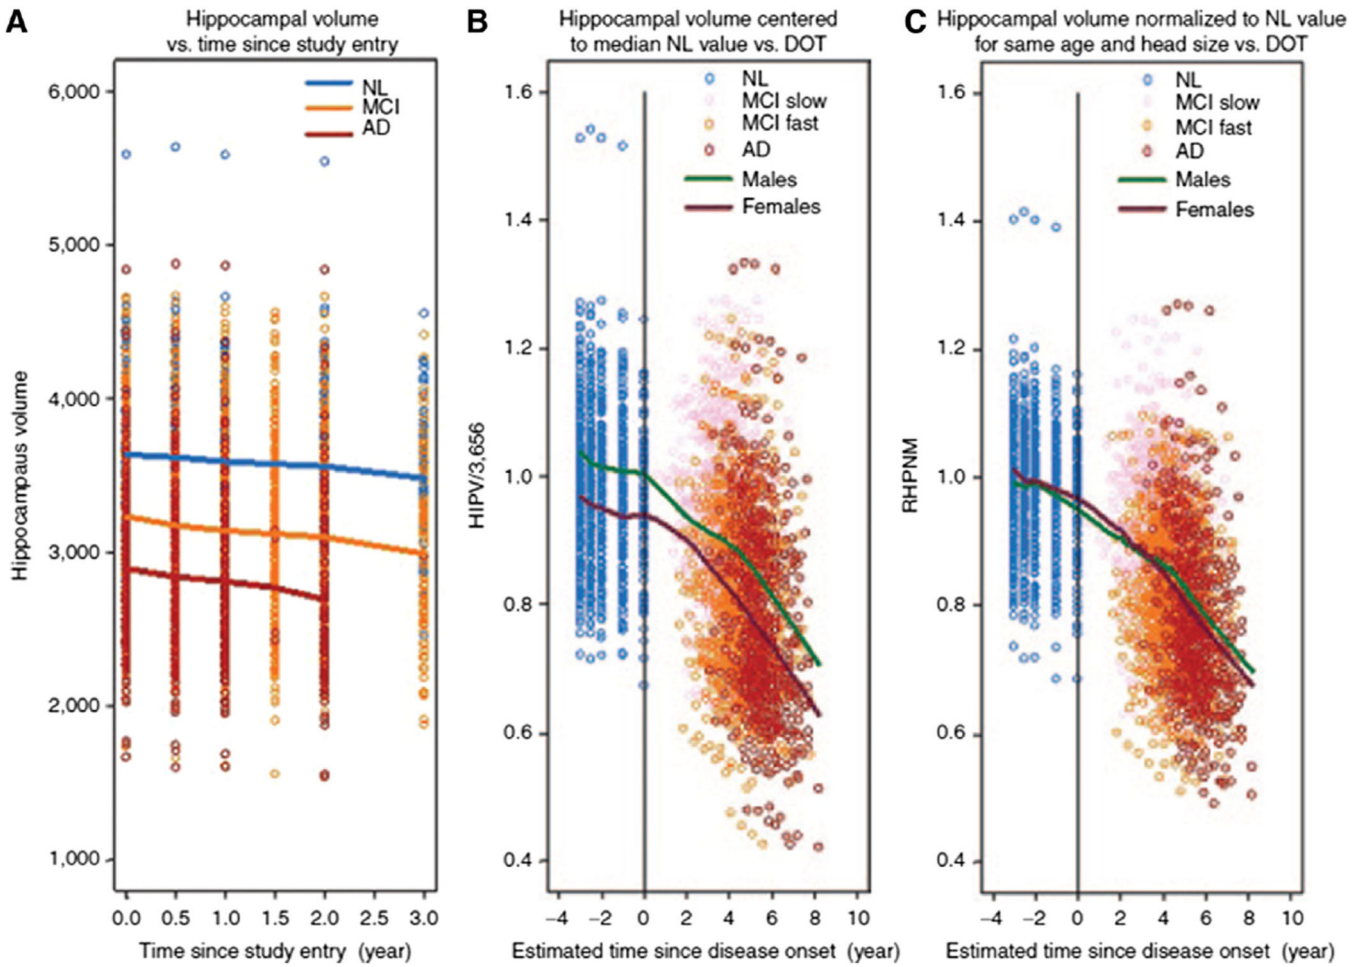 A
Hippocampal volume
vs. time since study entry
6,000
5,000
4,000
3,000
2,000
1,000
Hippocampaus volume
NL
MCI
AD
0.0 0.5 1.0 1.5 2.0 2.5 3.0
Time since study entry (year)
B
Hippocampal volume centered
to median NL value vs. DOT
1.6
1.4
1.2
1.0
0.8
0.6
0.4
HIPV/3,656
NL
MCI slow
MCI fast
AD
Males
Females
−4 −2 0 2 4 6 8 10
Estimated time since disease onset (year)
C
Hippocampal volume normalized to NL value
for same age and head size vs. DOT
1.6
1.4
1.2
1.0
0.8
0.6
0.4
RHPNM
NL
MCI slow
MCI fast
AD
Males
Females
−4 −2 0 2 4 6 8 10
Estimated time since disease onset (year)